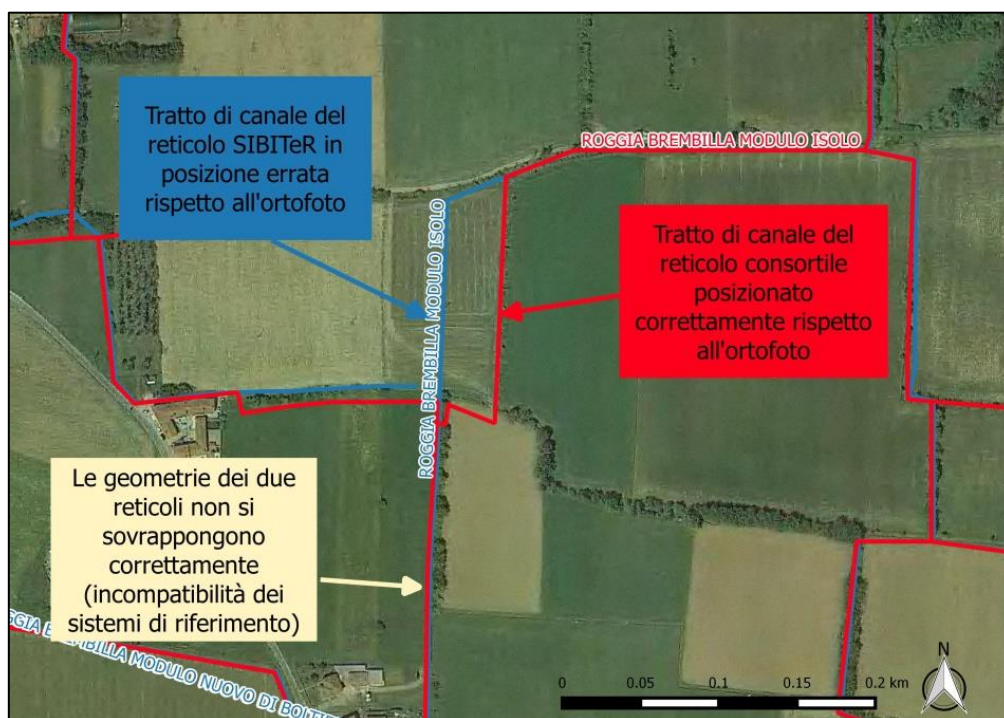 Tratto di canale del
reticolo SIBITeR in
posizione errata
rispetto all'ortofoto
ROGGIA BREMBILLA MODULO ISOLO
Tratto di canale del
reticolo consortile
posizionato
correttamente rispetto
all'ortofoto
ROGGIA BREMBILLA MODULO ISOLO
Le geometrie dei due
reticoli non si
sovrappongono
correttamente
(incompatibilità dei
sistemi di riferimento)
BREMBILLA MODULO NUOVO DI
N
0 0.05 0.1 0.15 0.2 km